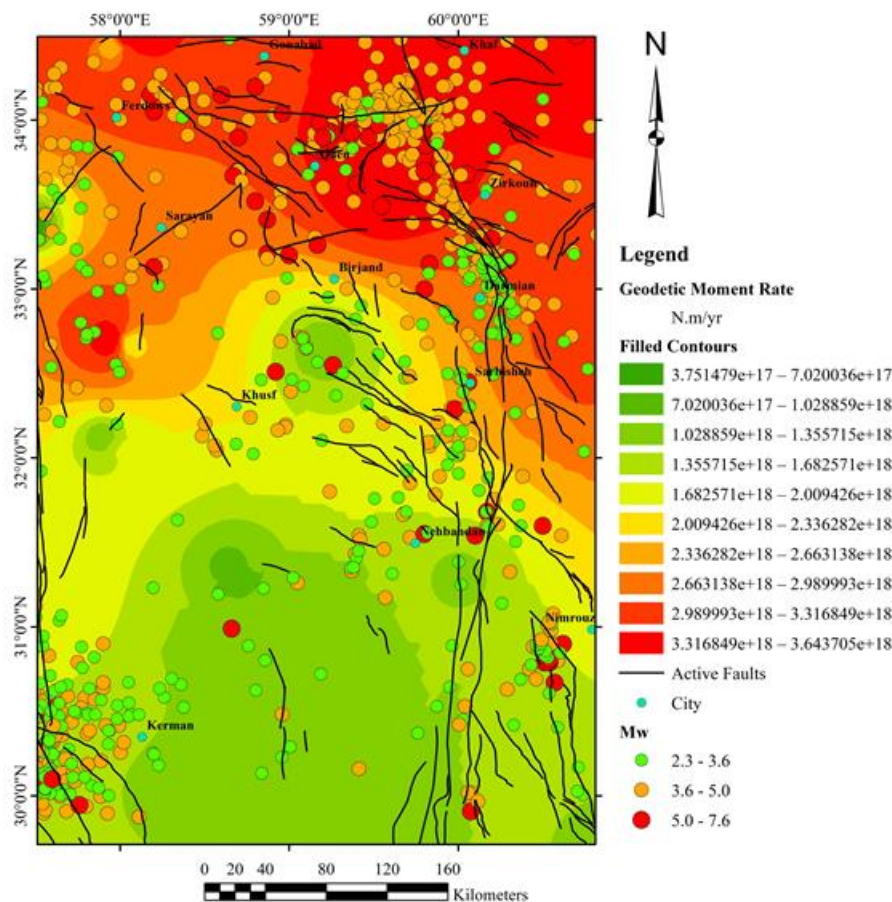 58°0'0"E 59°0'0"E 60°0'0"E
N
34°0'0"N
33°0'0"N
32°0'0"N
31°0'0"N
30°0'0"N
Gonabad
Khaf
Ferdows
Qaen
Zirkouh
Sarayan
Birjand
Darmian
Sarbisheh
Khusf
Nehbandan
Nimrouz
Kerman
Legend
Geodetic Moment Rate
N.m/yr
Filled Contours
3.751479e+17 – 7.020036e+17
7.020036e+17 – 1.028859e+18
1.028859e+18 – 1.355715e+18
1.355715e+18 – 1.682571e+18
1.682571e+18 – 2.009426e+18
2.009426e+18 – 2.336282e+18
2.336282e+18 – 2.663138e+18
2.663138e+18 – 2.989993e+18
2.989993e+18 – 3.316849e+18
3.316849e+18 – 3.643705e+18
Active Faults
City
Mw
2.3 - 3.6
3.6 - 5.0
5.0 - 7.6
0 20 40 80 120 160
Kilometers